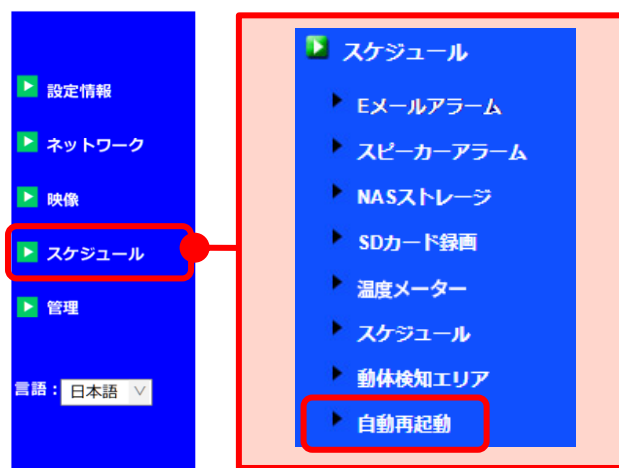 設定情報
ネットワーク
映像
スケジュール
管理
言語：日本語
スケジュール
Eメールアラーム
スピーカーアラーム
NASストレージ
SDカード録画
温度メーター
スケジュール
動体検知エリア
自動再起動